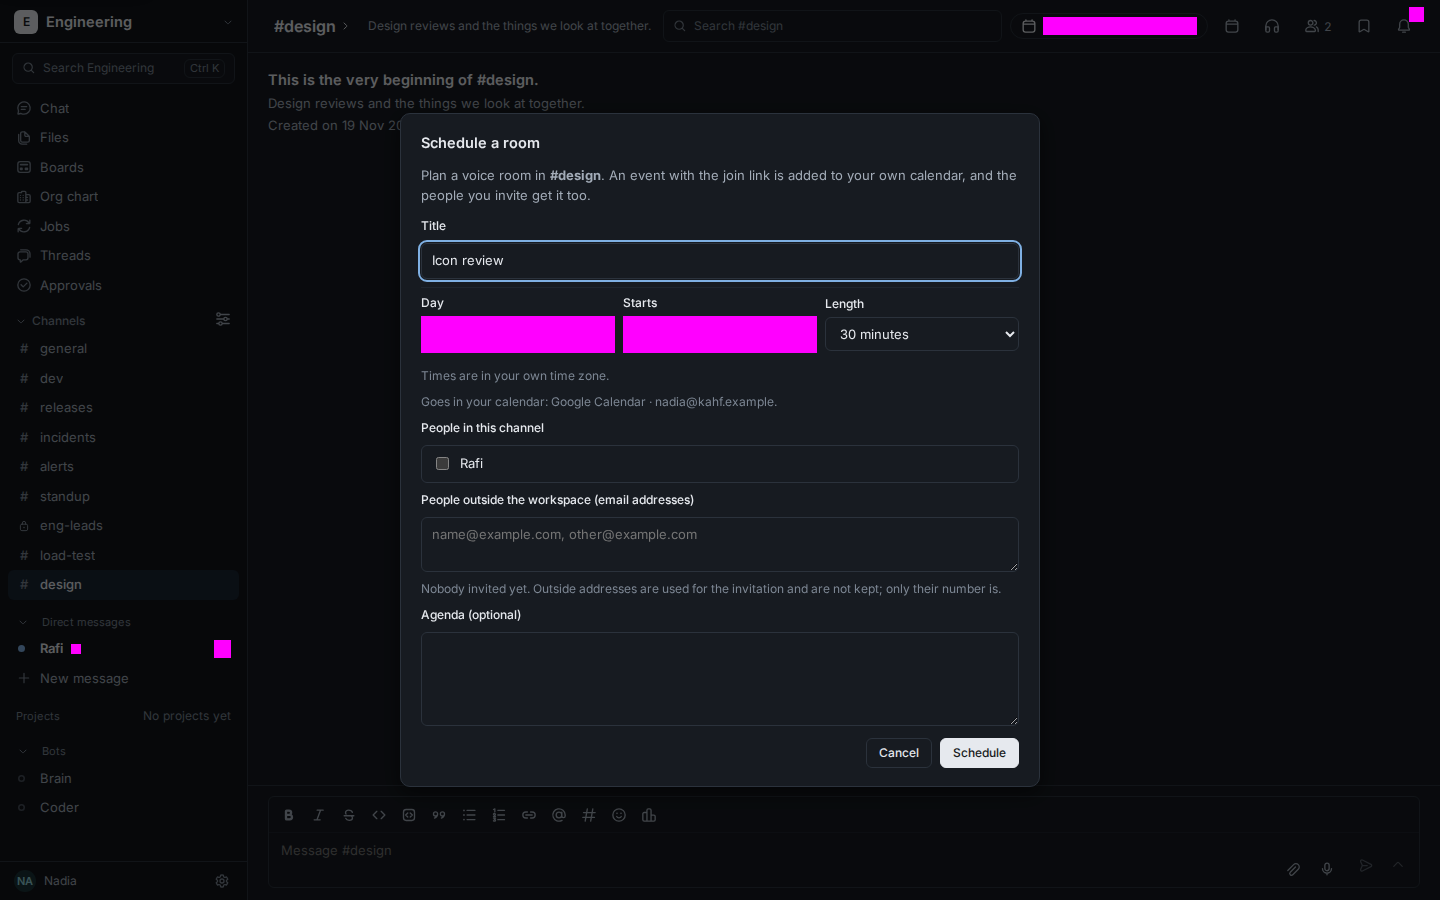 E Engineering
Search Engineering Ctrl K
Chat
Files
Boards
Org chart
Jobs
Threads
Approvals
Channels
# general
# dev
# releases
# incidents
# alerts
# standup
eng-leads
# load-test
# design
Direct messages
Rafi
New message
Projects No projects yet
Bots
Brain
Coder
NA Nadia
#design Design reviews and the things we look at together. Search #design 2
This is the very beginning of #design.
Design reviews and the things we look at together.
Created on 19 Nov 20
Schedule a room
Plan a voice room in #design. An event with the join link is added to your own calendar, and the
people you invite get it too.
Title
Icon review
Day Starts Length
30 minutes
Times are in your own time zone.
Goes in your calendar: Google Calendar · nadia@kahf.example.
People in this channel
Rafi
People outside the workspace (email addresses)
name@example.com, other@example.com
Nobody invited yet. Outside addresses are used for the invitation and are not kept; only their number is.
Agenda (optional)
Cancel Schedule
Message #design